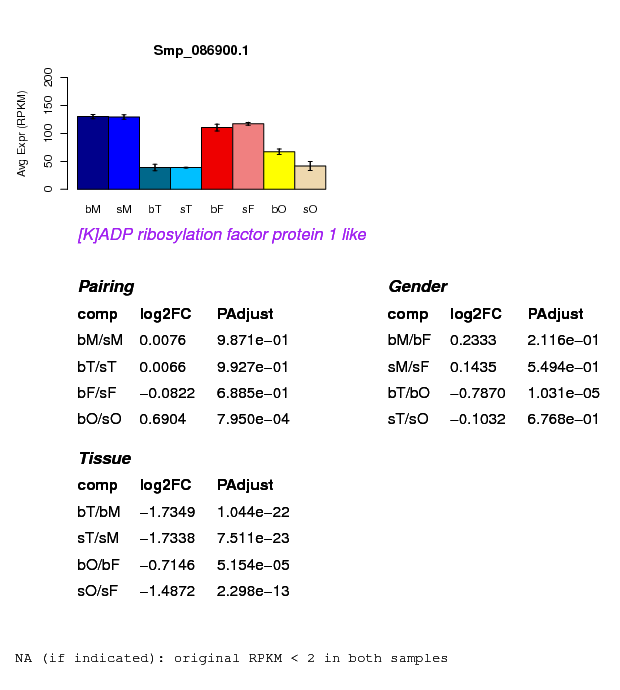 Smp_086900.1
Avg Expr (RPKM)
200
150
100
50
0
bM sM bT sT bF sF bO sO
[K]ADP ribosylation factor protein 1 like
Pairing
comp log2FC PAdjust
bM/sM 0.0076 9.871e−01
bT/sT 0.0066 9.927e−01
bF/sF −0.0822 6.885e−01
bO/sO 0.6904 7.950e−04
Gender
comp log2FC PAdjust
bM/bF 0.2333 2.116e−01
sM/sF 0.1435 5.494e−01
bT/bO −0.7870 1.031e−05
sT/sO −0.1032 6.768e−01
Tissue
comp log2FC PAdjust
bT/bM −1.7349 1.044e−22
sT/sM −1.7338 7.511e−23
bO/bF −0.7146 5.154e−05
sO/sF −1.4872 2.298e−13
NA (if indicated): original RPKM < 2 in both samples